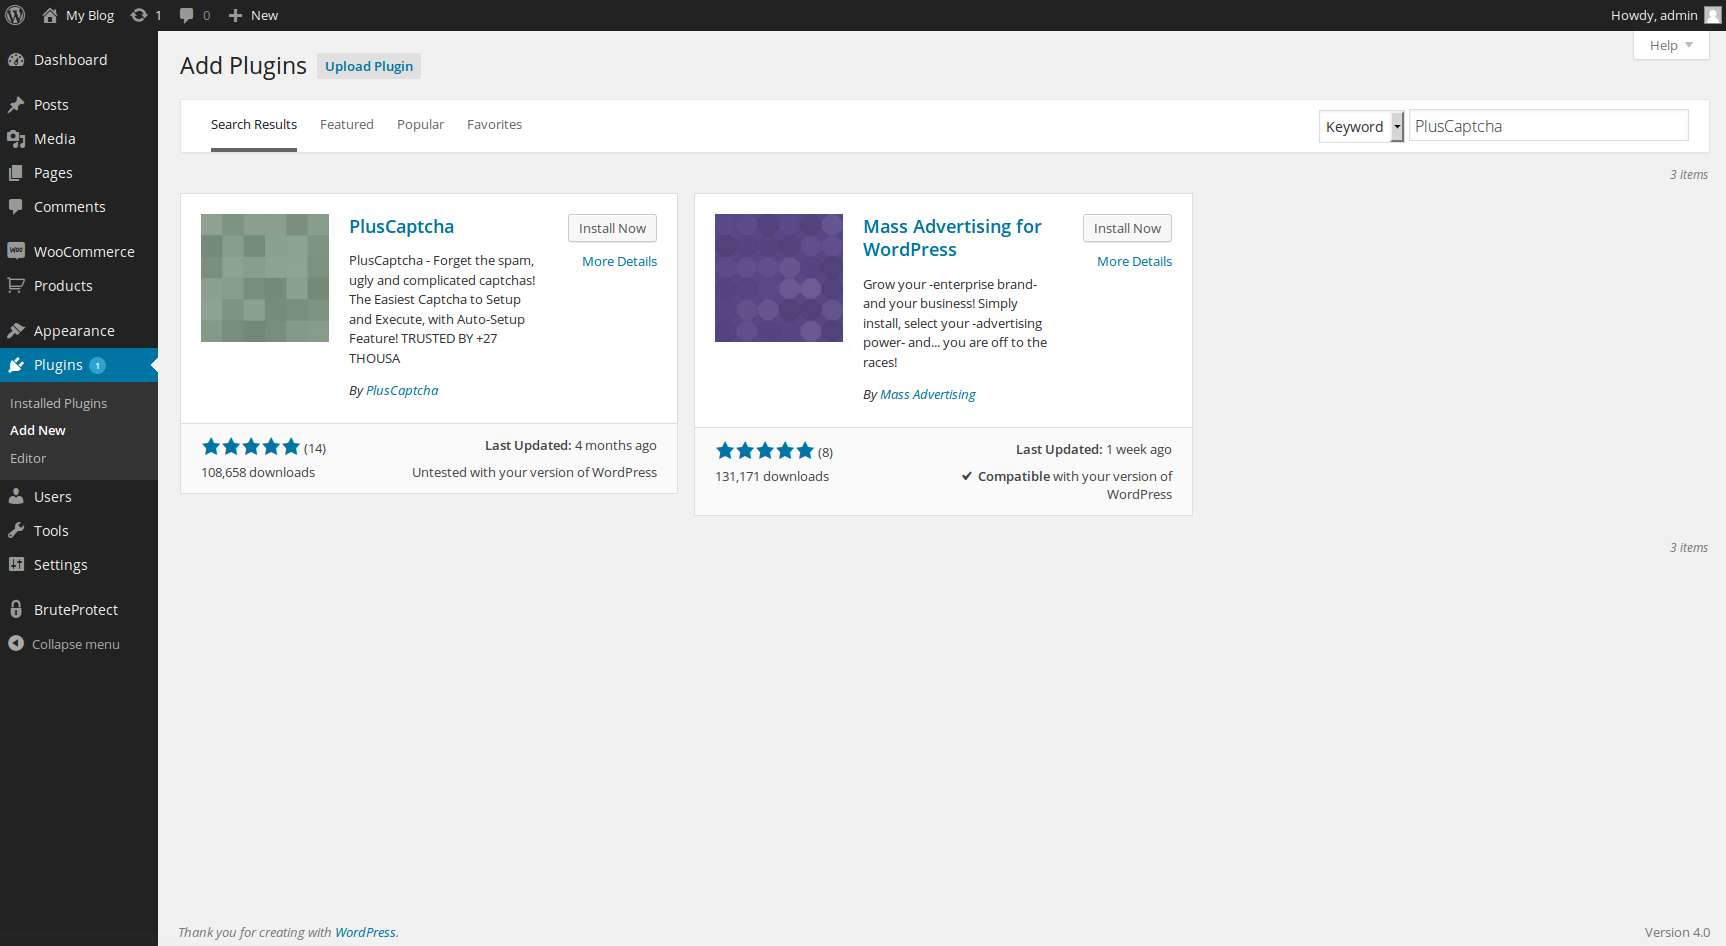 My Blog 1 0 New Howdy, admin
Help
Dashboard
Posts
Media
Pages
Comments
WOO WooCommerce
Products
Appearance
Plugins 1
Installed Plugins
Add New
Editor
Users
Tools
Settings
BruteProtect
Collapse menu
Add Plugins Upload Plugin
Search Results Featured Popular Favorites Keyword PlusCaptcha
3 items
PlusCaptcha
Install Now
More Details
PlusCaptcha - Forget the spam,
ugly and complicated captchas!
The Easiest Captcha to Setup
and Execute, with Auto-Setup
Feature! TRUSTED BY +27
THOUSA
By PlusCaptcha
(14)
Last Updated: 4 months ago
108,658 downloads
Untested with your version of WordPress
Mass Advertising for
WordPress
Install Now
More Details
Grow your -enterprise brand-
and your business! Simply
install, select your -advertising
power- and... you are off to the
races!
By Mass Advertising
(8)
Last Updated: 1 week ago
131,171 downloads
Compatible with your version of
WordPress
3 items
Thank you for creating with WordPress.
Version 4.0